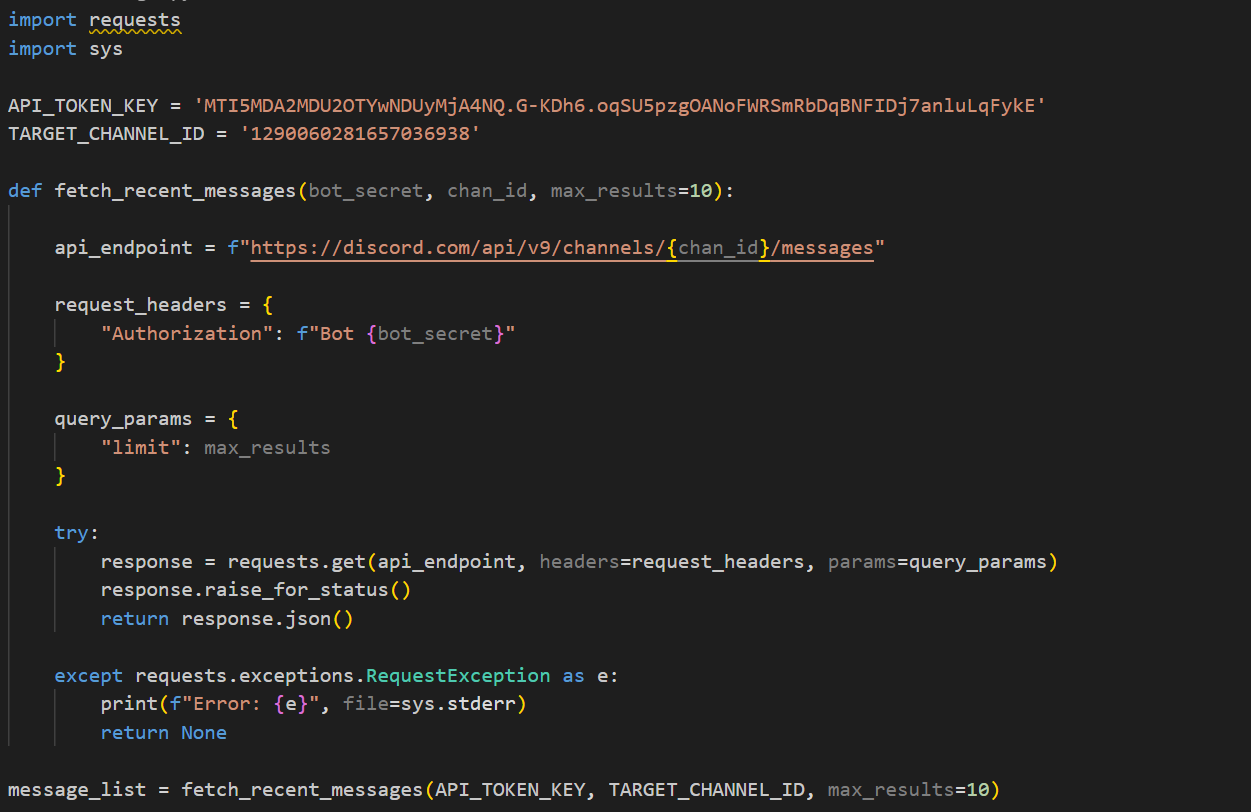 import requests
import sys
API_TOKEN_KEY = 'MTI5MDA2MDU2OTYwNDUyMjA4NQ.G-KDh6.oqSU5pzgOANoFWRSmRbDqBNFIDj7anluLqFykE'
TARGET_CHANNEL_ID = '1290060281657036938'
def fetch_recent_messages(bot_secret, chan_id, max_results=10):
    api_endpoint = f"https://discord.com/api/v9/channels/{chan_id}/messages"
    request_headers = {
        "Authorization": f"Bot {bot_secret}"
    }
    query_params = {
        "limit": max_results
    }
    try:
        response = requests.get(api_endpoint, headers=request_headers, params=query_params)
        response.raise_for_status()
        return response.json()
    except requests.exceptions.RequestException as e:
        print(f"Error: {e}", file=sys.stderr)
        return None
message_list = fetch_recent_messages(API_TOKEN_KEY, TARGET_CHANNEL_ID, max_results=10)